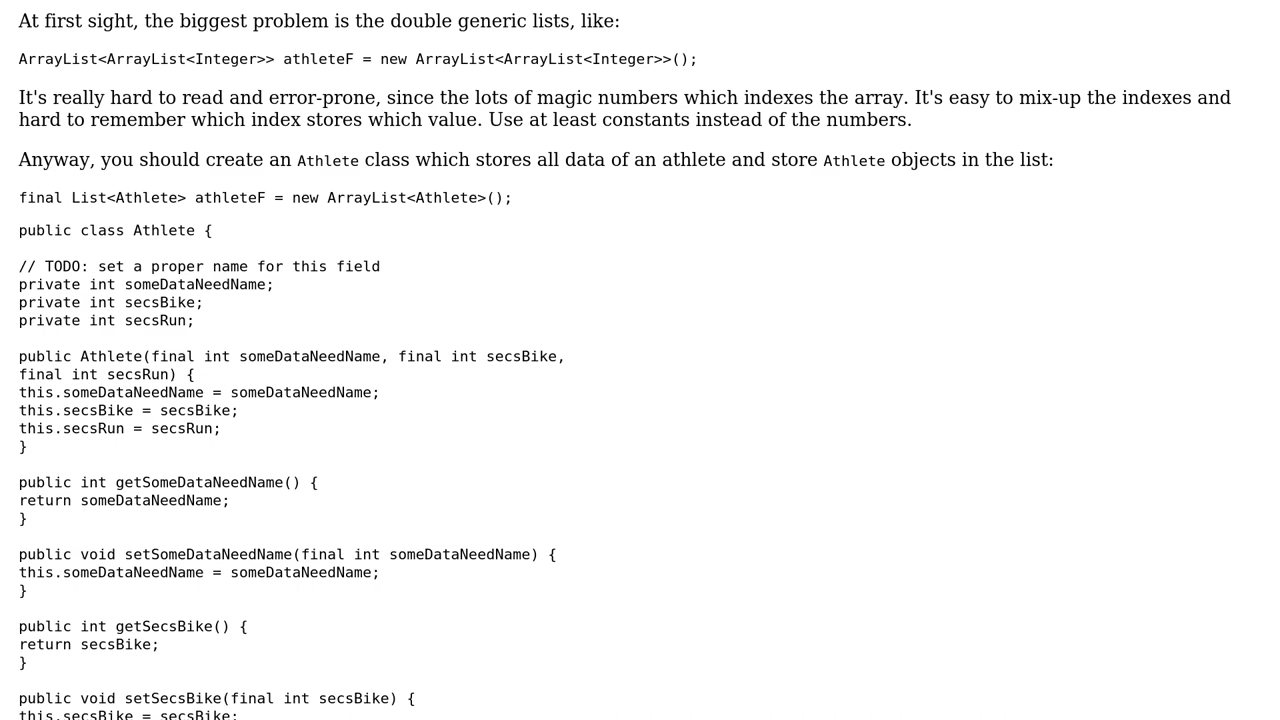 At first sight, the biggest problem is the double generic lists, like:
ArrayList<ArrayList<Integer>> athleteF = new ArrayList<ArrayList<Integer>>();
It's really hard to read and error-prone, since the lots of magic numbers which indexes the array. It's easy to mix-up the indexes and
hard to remember which index stores which value. Use at least constants instead of the numbers.
Anyway, you should create an Athlete class which stores all data of an athlete and store Athlete objects in the list:
final List<Athlete> athleteF = new ArrayList<Athlete>();
public class Athlete {
// TODO: set a proper name for this field
private int someDataNeedName;
private int secsBike;
private int secsRun;
public Athlete(final int someDataNeedName, final int secsBike,
final int secsRun) {
this.someDataNeedName = someDataNeedName;
this.secsBike = secsBike;
this.secsRun = secsRun;
}
public int getSomeDataNeedName() {
return someDataNeedName;
}
public void setSomeDataNeedName(final int someDataNeedName) {
this.someDataNeedName = someDataNeedName;
}
public int getSecsBike() {
return secsBike;
}
public void setSecsBike(final int secsBike) {
this.secsBike = secsBike;